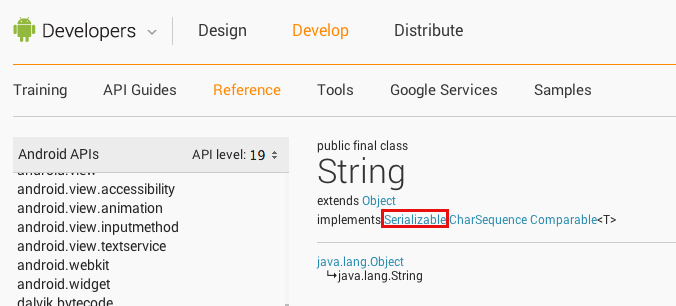 Developers
Design Develop Distribute
Training API Guides Reference Tools Google Services Samples
Android APIs API level: 19
android.view
android.view.accessibility
android.view.animation
android.view.inputmethod
android.view.textservice
android.webkit
android.widget
dalvik.bytecode
public final class
String
extends Object
implements Serializable CharSequence Comparable<T>
java.lang.Object
↳java.lang.String